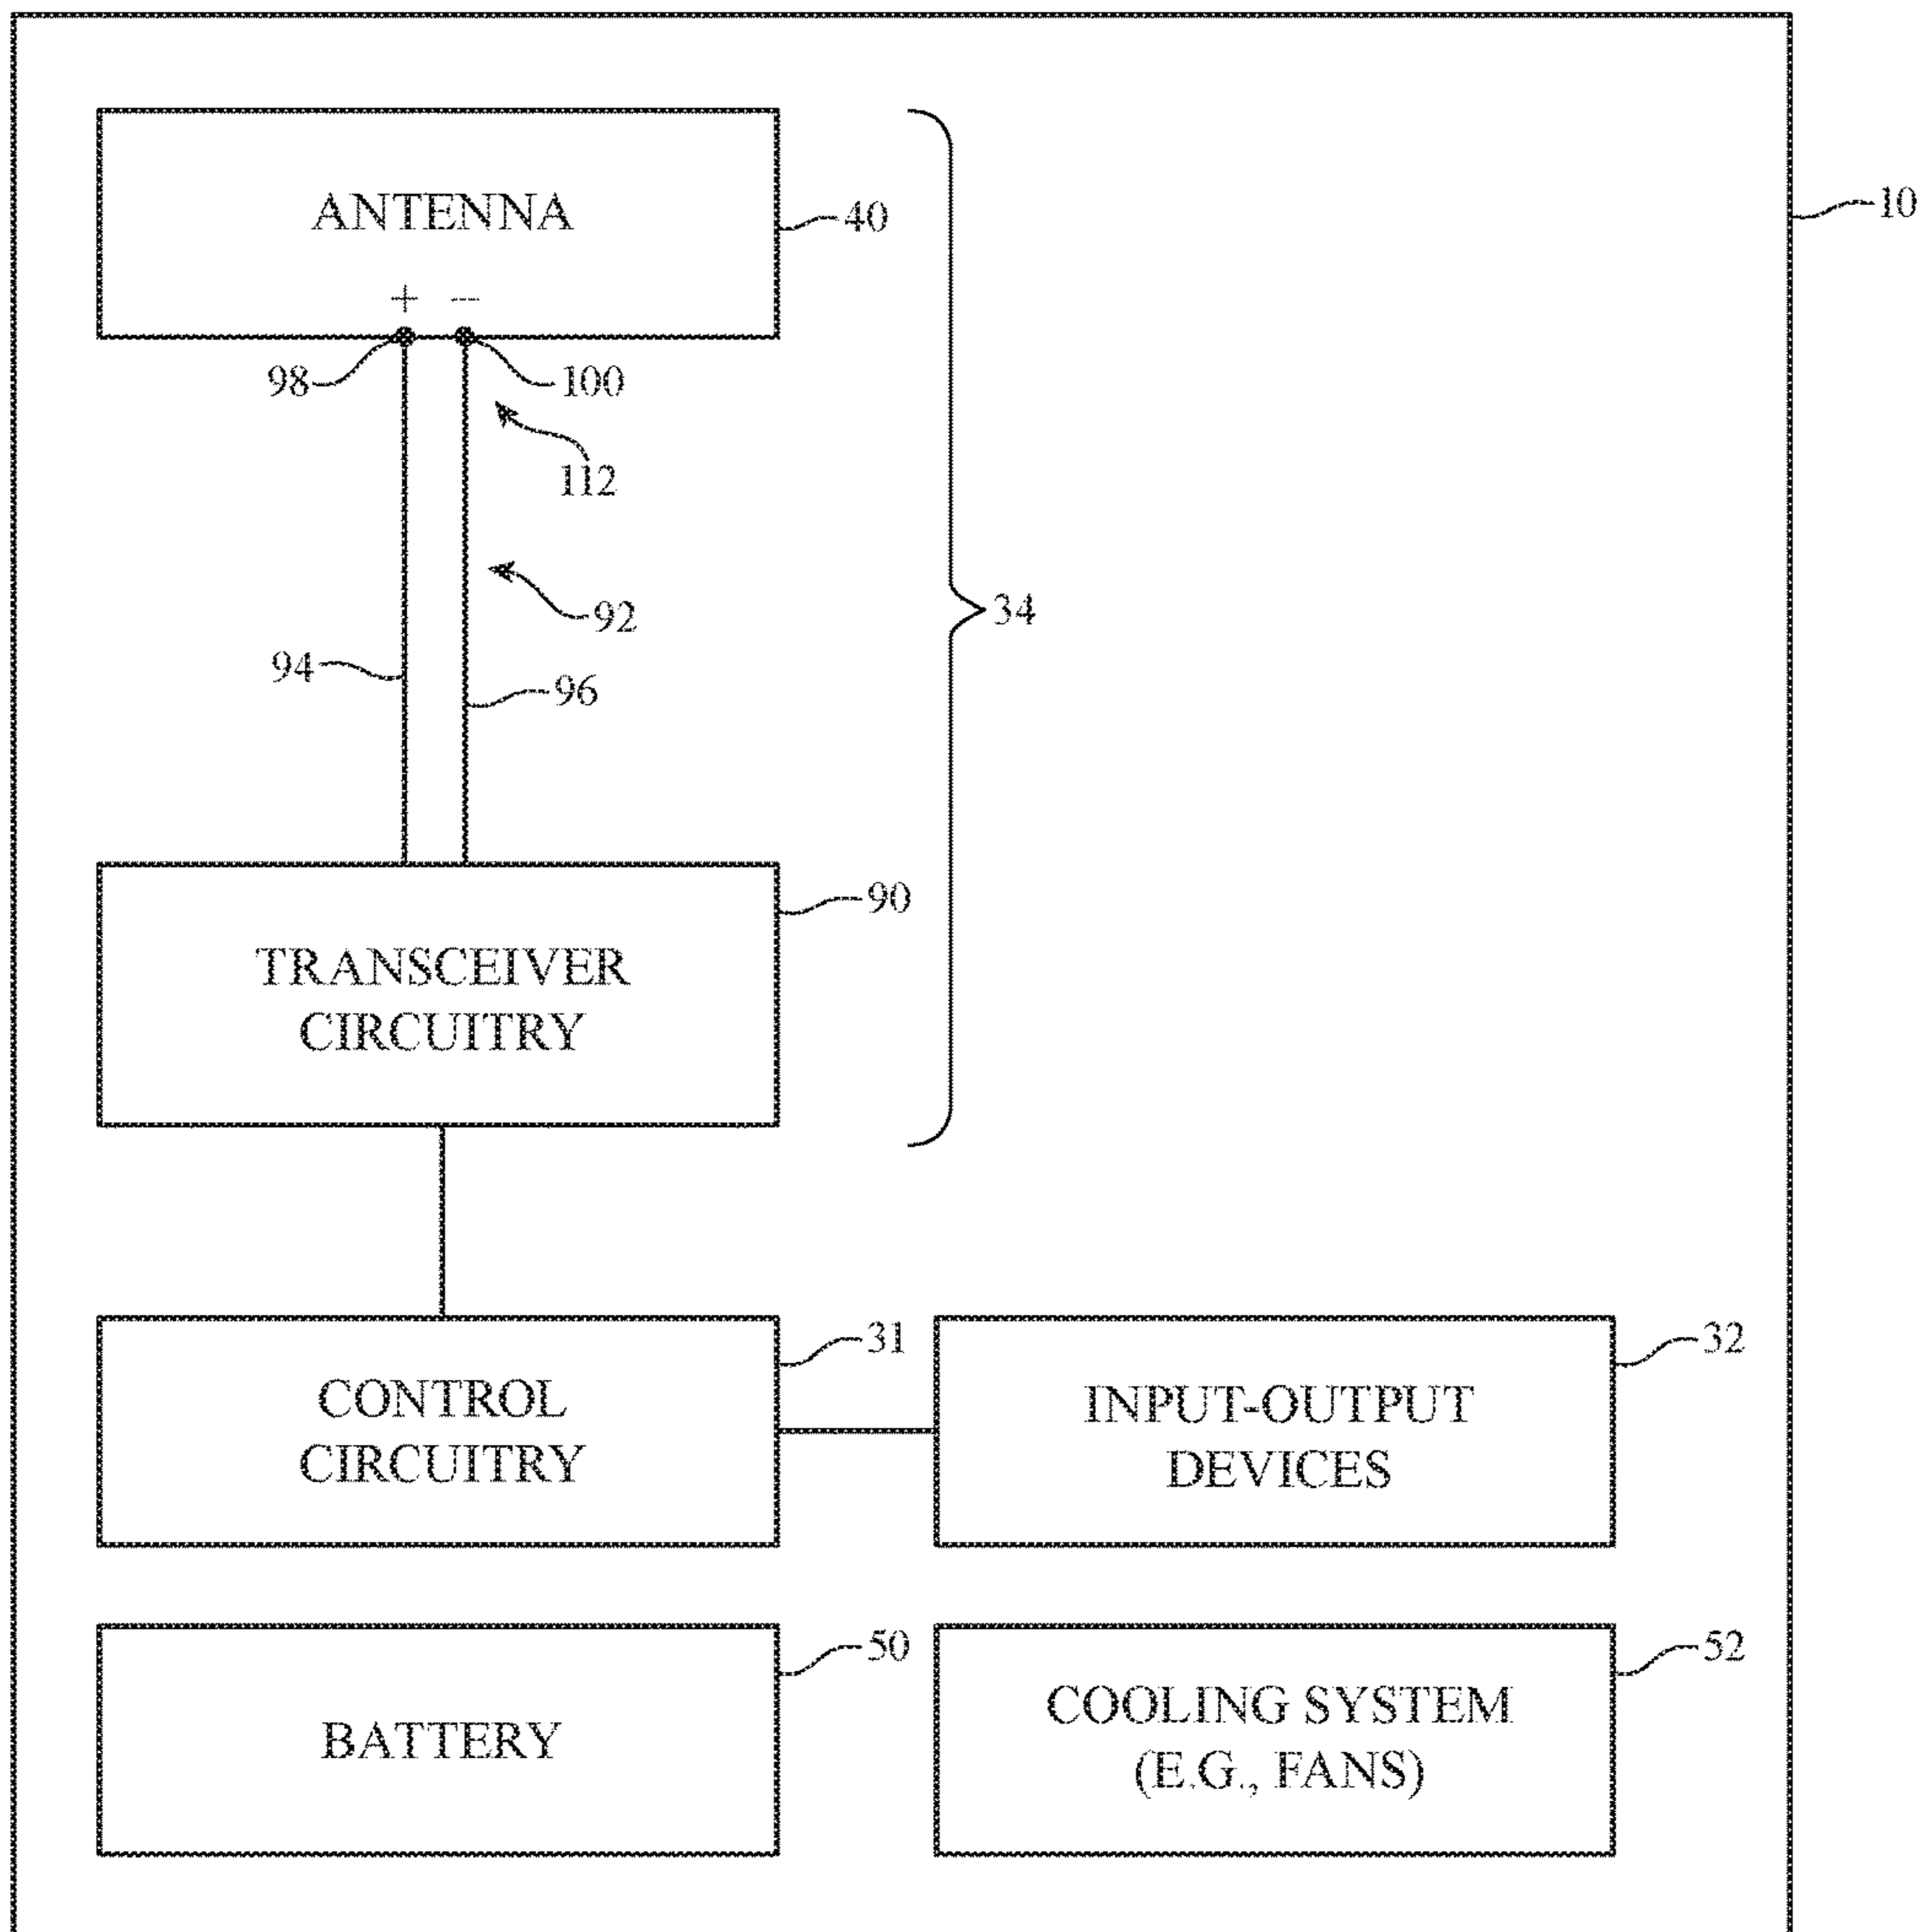 ANTENNA
40
10
+ −
98
100
112
92
34
94
96
90
TRANSCEIVER
CIRCUITRY
31
32
CONTROL
CIRCUITRY
INPUT-OUTPUT
DEVICES
50
52
BATTERY
COOLING SYSTEM
(E.G., FANS)